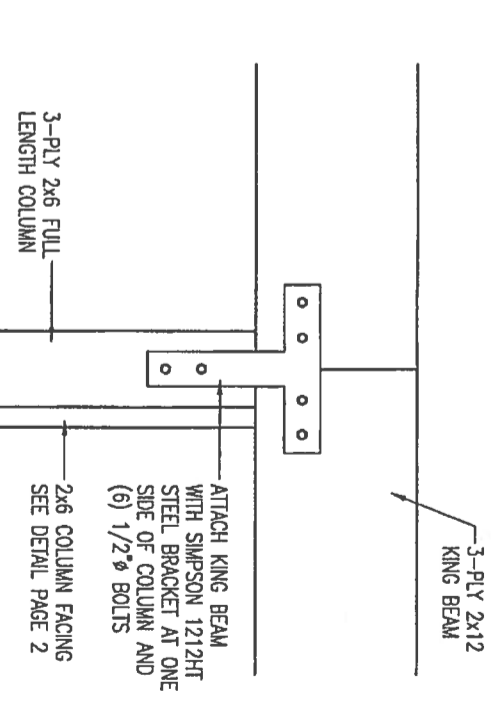 3-PLY 2x12
KING BEAM
ATTACH KING BEAM
WITH SIMPSON 1212HT
STEEL BRACKET AT ONE
SIDE OF COLUMN AND
(6) 1/2"ø BOLTS
3-PLY 2x6 FULL
LENGTH COLUMN
2x6 COLUMN FACING
SEE DETAIL PAGE 2